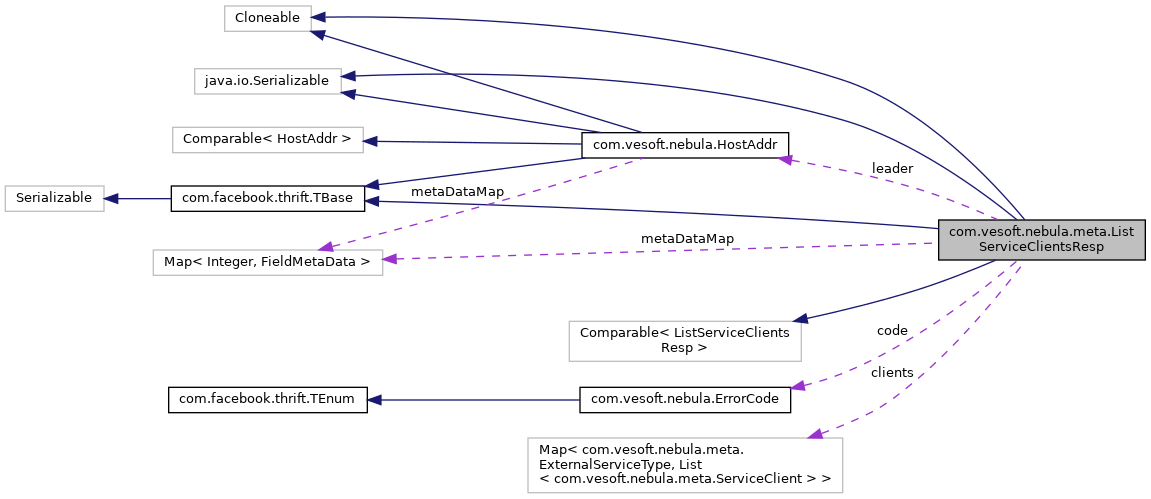 Cloneable
java.io.Serializable
Comparable< HostAddr >
com.vesoft.nebula.HostAddr
leader
Serializable
com.facebook.thrift.TBase
metaDataMap
com.vesoft.nebula.meta.List
ServiceClientsResp
metaDataMap
Map< Integer, FieldMetaData >
Comparable< ListServiceClients
Resp >
code
clients
com.facebook.thrift.TEnum
com.vesoft.nebula.ErrorCode
Map< com.vesoft.nebula.meta.
ExternalServiceType, List
< com.vesoft.nebula.meta.ServiceClient > >